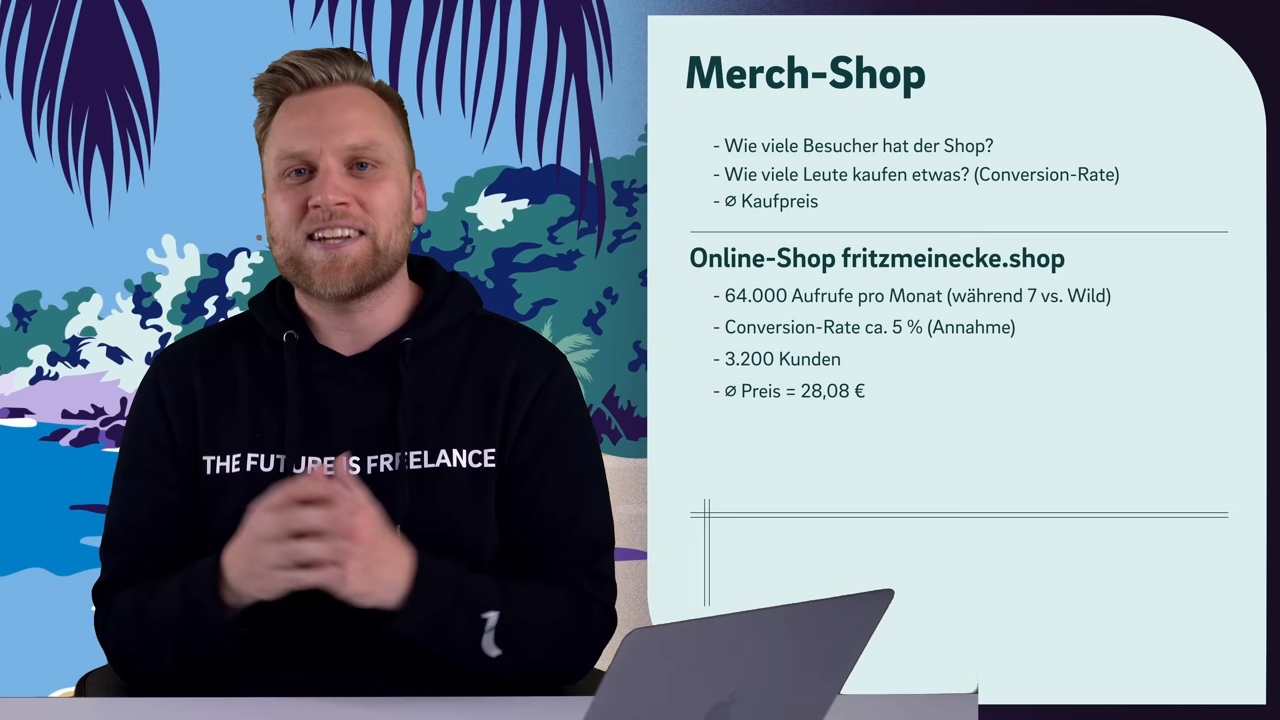 Merch-Shop
- Wie viele Besucher hat der Shop?
- Wie viele Leute kaufen etwas? (Conversion-Rate)
- ⌀ Kaufpreis
Online-Shop fritzmeinecke.shop
- 64.000 Aufrufe pro Monat (während 7 vs. Wild)
- Conversion-Rate ca. 5 % (Annahme)
- 3.200 Kunden
- ⌀ Preis = 28,08 €
THE FUTURE IS FREELANCE